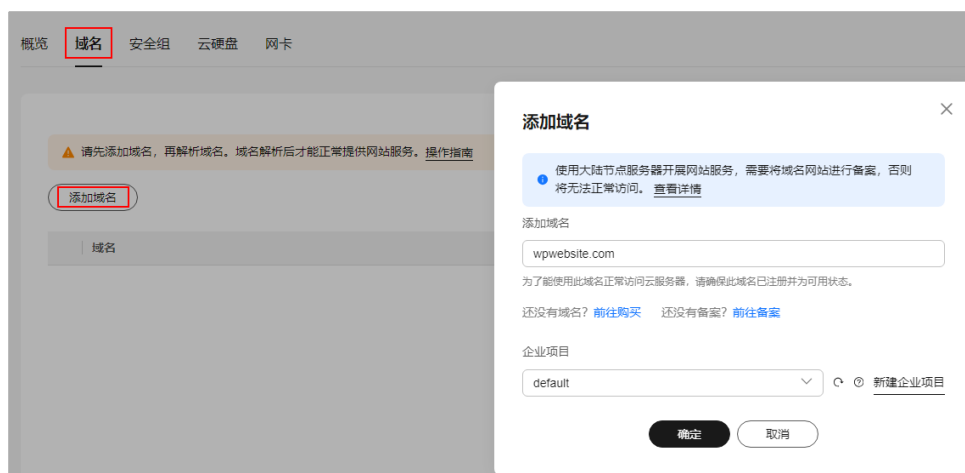 概览 域名 安全组 云硬盘 网卡
请先添加域名，再解析域名。域名解析后才能正常提供网站服务。操作指南
添加域名
域名
添加域名
使用大陆节点服务器开展网站服务，需要将域名网站进行备案，否则
将无法正常访问。 查看详情
添加域名
wpwebsite.com
为了能使用此域名正常访问云服务器，请确保此域名已注册并为可用状态。
还没有域名？前往购买 还没有备案？前往备案
企业项目
default 新建企业项目
确定 取消